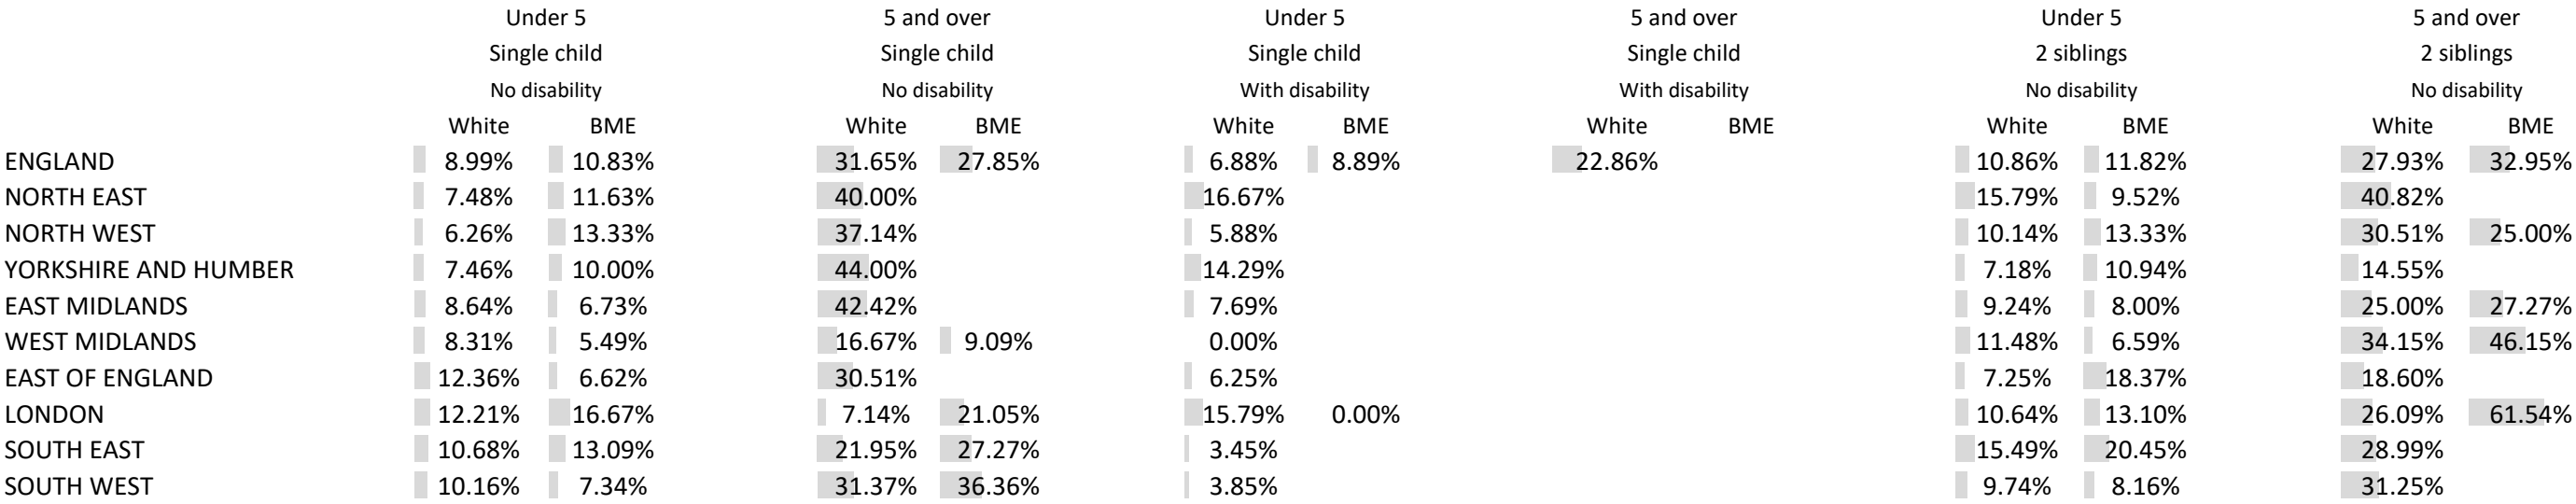 Under 5 5 and over Under 5 5 and over Under 5 5 and over
Single child Single child Single child Single child 2 siblings 2 siblings
No disability No disability With disability With disability No disability No disability
White BME White BME White BME White BME White BME White BME
ENGLAND 8.99% 10.83% 31.65% 27.85% 6.88% 8.89% 22.86% 10.86% 11.82% 27.93% 32.95%
NORTH EAST 7.48% 11.63% 40.00% 16.67% 15.79% 9.52% 40.82%
NORTH WEST 6.26% 13.33% 37.14% 5.88% 10.14% 13.33% 30.51% 25.00%
YORKSHIRE AND HUMBER 7.46% 10.00% 44.00% 14.29% 7.18% 10.94% 14.55%
EAST MIDLANDS 8.64% 6.73% 42.42% 7.69% 9.24% 8.00% 25.00% 27.27%
WEST MIDLANDS 8.31% 5.49% 16.67% 9.09% 0.00% 11.48% 6.59% 34.15% 46.15%
EAST OF ENGLAND 12.36% 6.62% 30.51% 6.25% 7.25% 18.37% 18.60%
LONDON 12.21% 16.67% 7.14% 21.05% 15.79% 0.00% 10.64% 13.10% 26.09% 61.54%
SOUTH EAST 10.68% 13.09% 21.95% 27.27% 3.45% 15.49% 20.45% 28.99%
SOUTH WEST 10.16% 7.34% 31.37% 36.36% 3.85% 9.74% 8.16% 31.25%